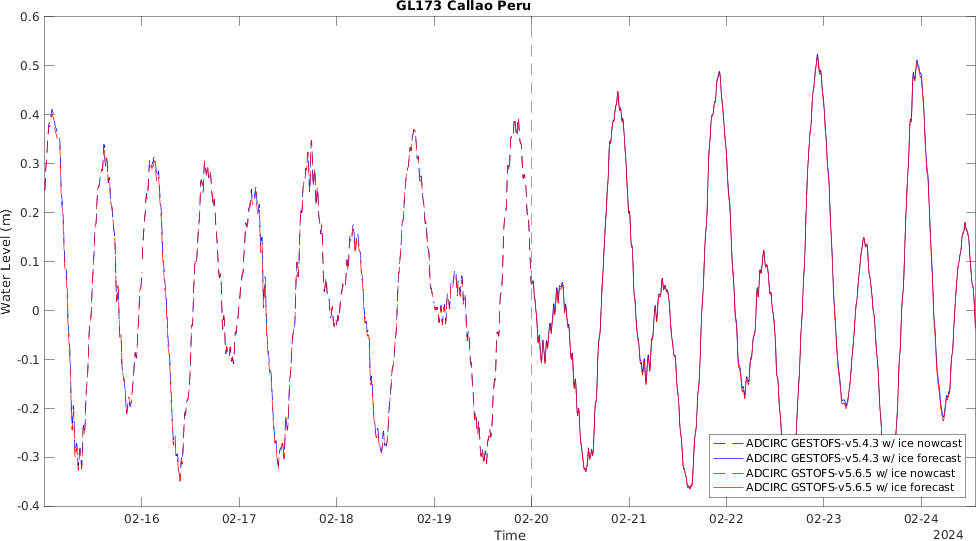 GL173 Callao Peru
0.6
0.5
0.4
0.3
0.2
0.1
0
-0.1
-0.2
-0.3
-0.4
Water Level (m)
ADCIRC GESTOFS-v5.4.3 w/ ice nowcast
ADCIRC GESTOFS-v5.4.3 w/ ice forecast
ADCIRC GSTOFS-v5.6.5 w/ ice nowcast
ADCIRC GSTOFS-v5.6.5 w/ ice forecast
02-16 02-17 02-18 02-19 02-20 02-21 02-22 02-23 02-24
Time
2024